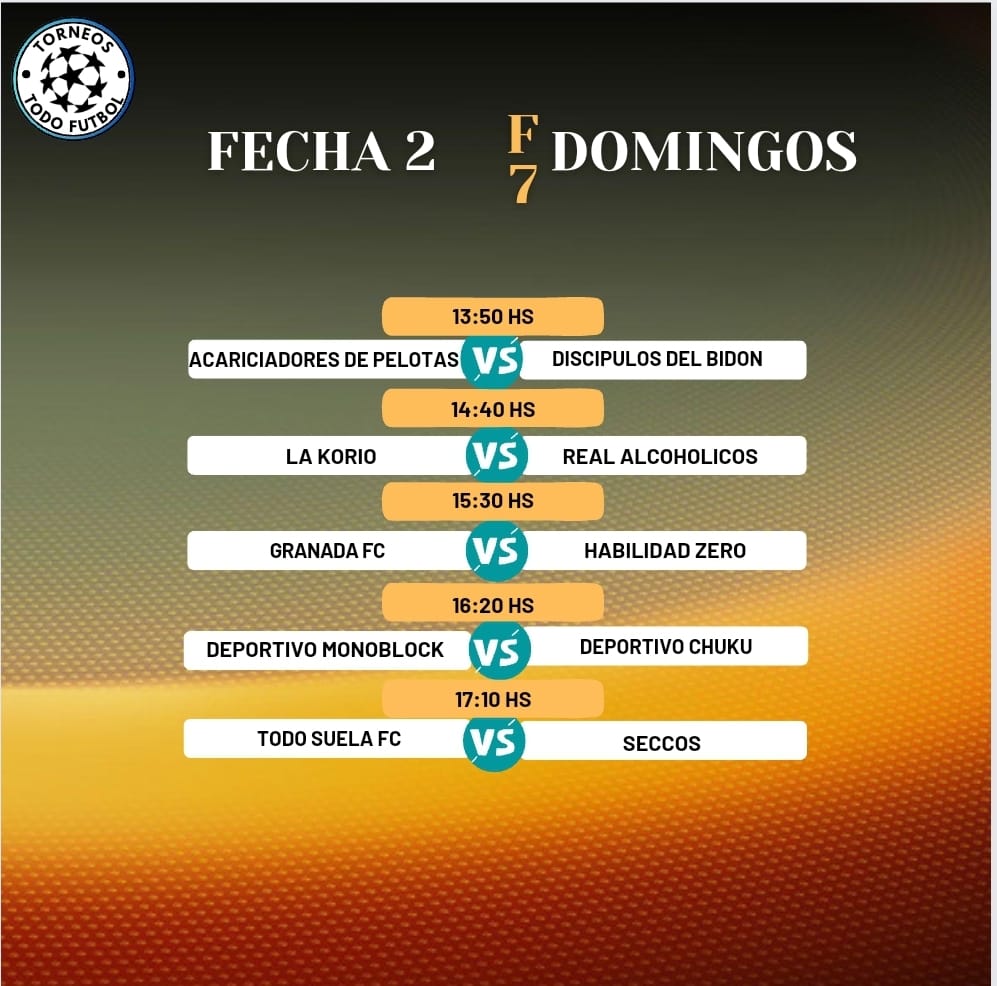 TORNEOS
TODO FUTBOL
FECHA 2 F7 DOMINGOS
13:50 HS
ACARICIADORES DE PELOTAS VS DISCIPULOS DEL BIDON
14:40 HS
LA KORIO VS REAL ALCOHOLICOS
15:30 HS
GRANADA FC VS HABILIDAD ZERO
16:20 HS
DEPORTIVO MONOBLOCK VS DEPORTIVO CHUKU
17:10 HS
TODO SUELA FC VS SECCOS